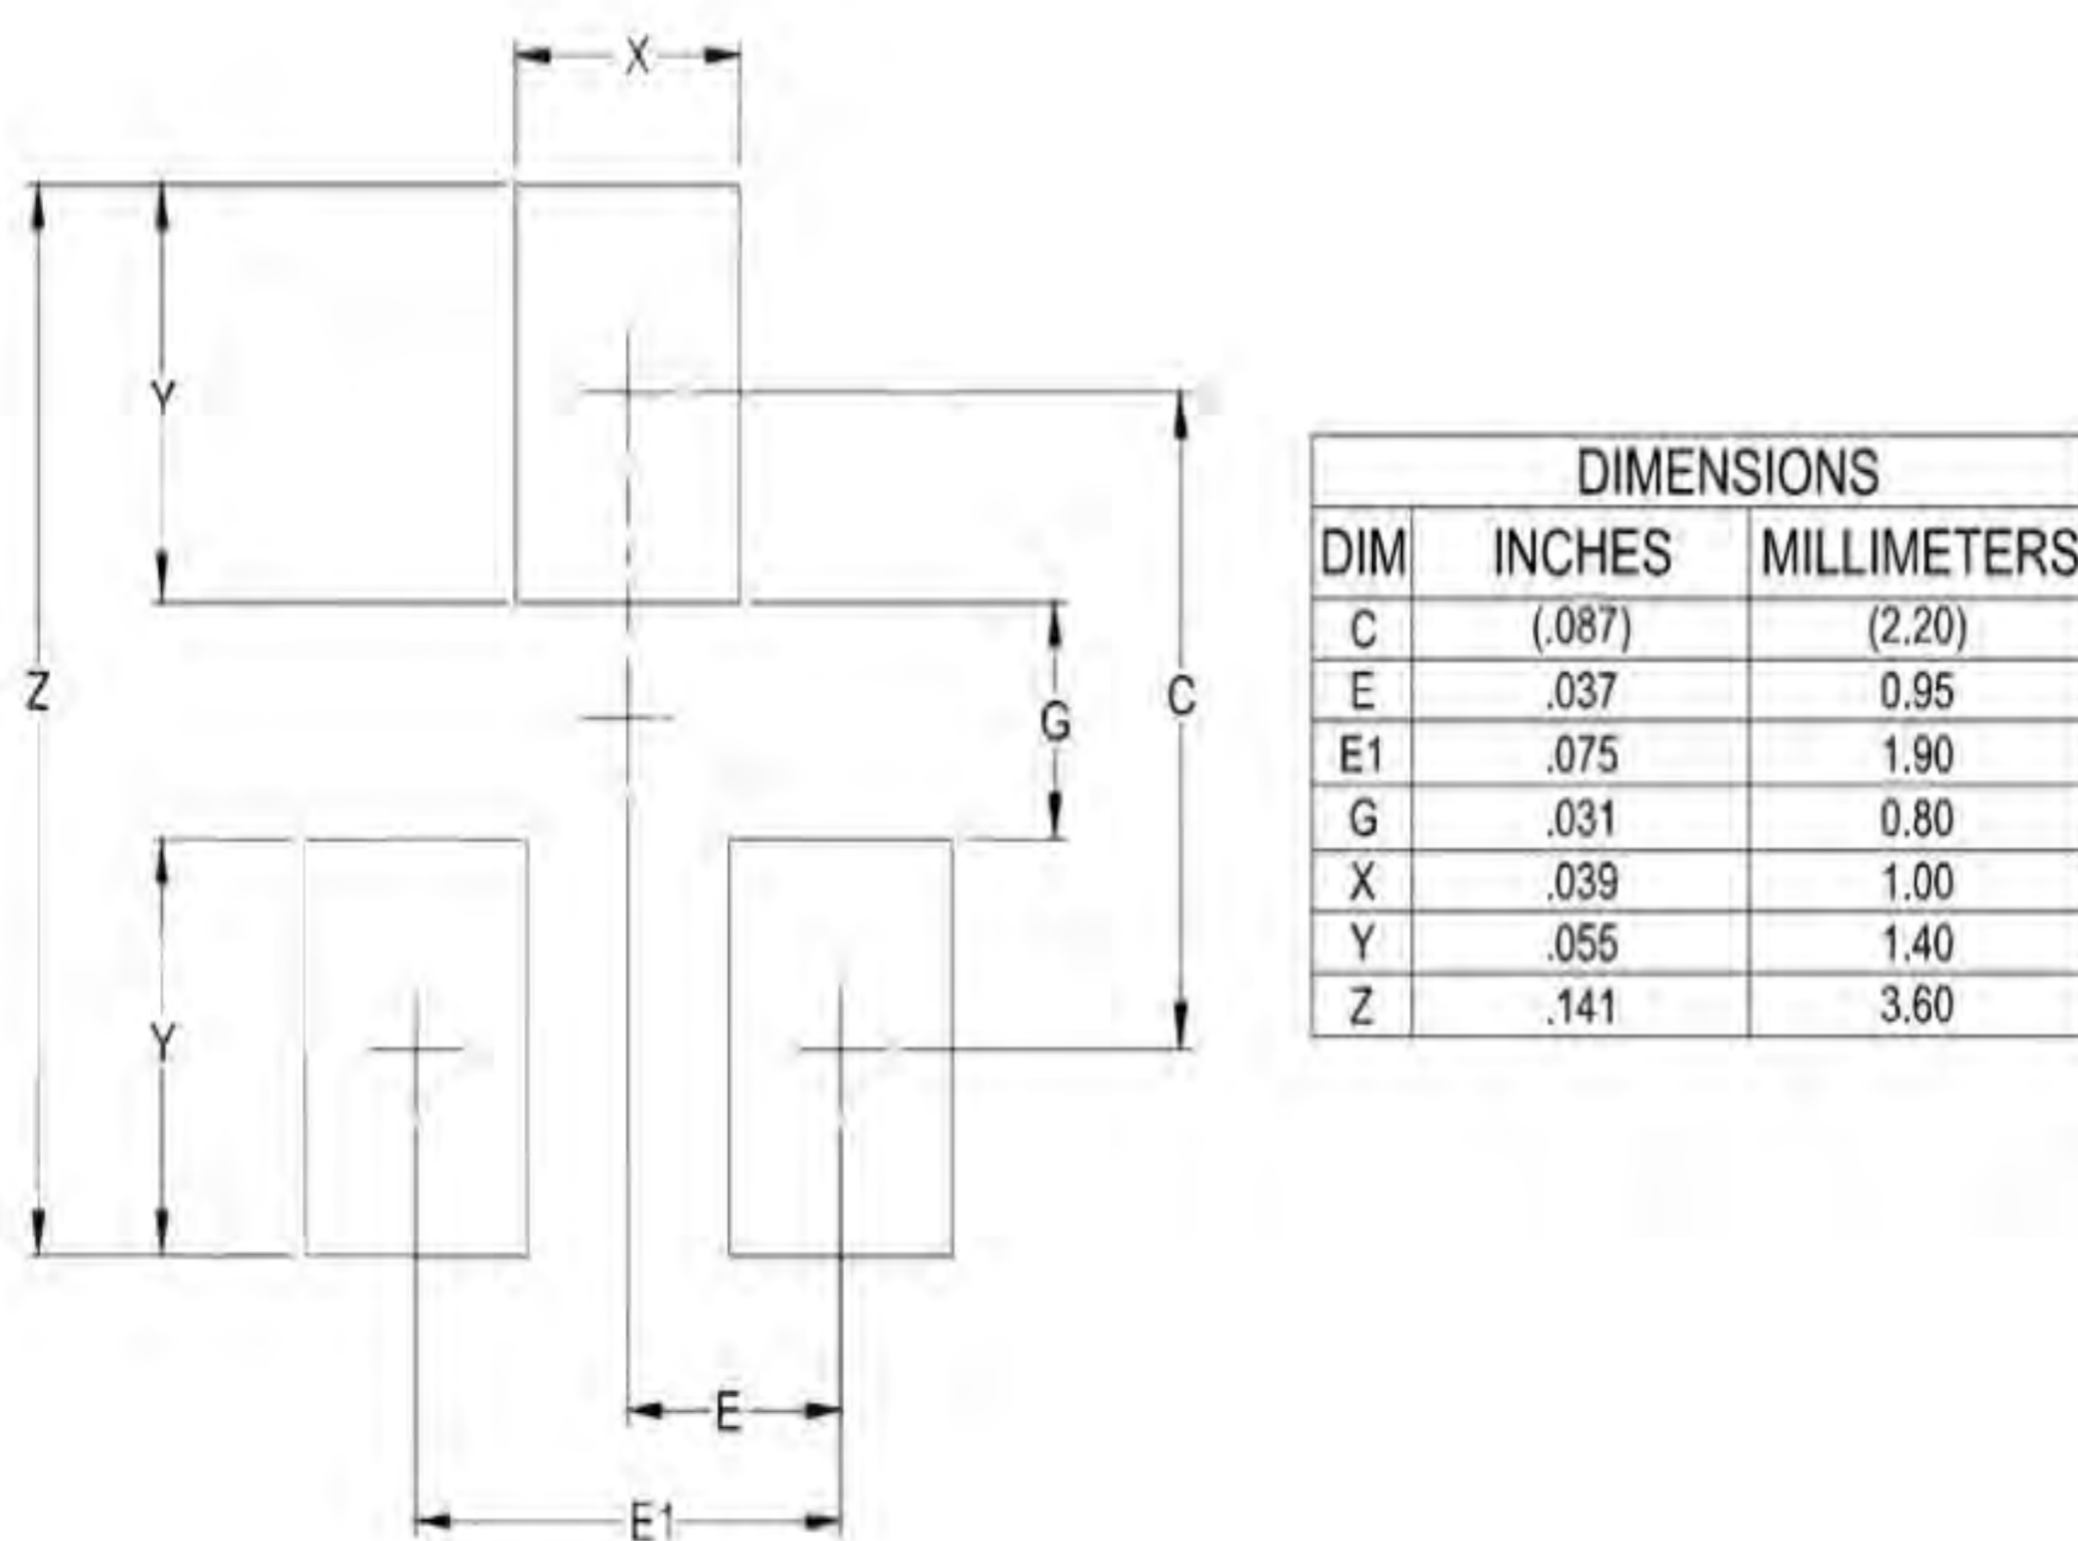 X
Y
Z
G
C
Y
E
E1
DIMENSIONS
DIM INCHES MILLIMETERS
C (.087) (2.20)
E .037 0.95
E1 .075 1.90
G .031 0.80
X .039 1.00
Y .055 1.40
Z .141 3.60